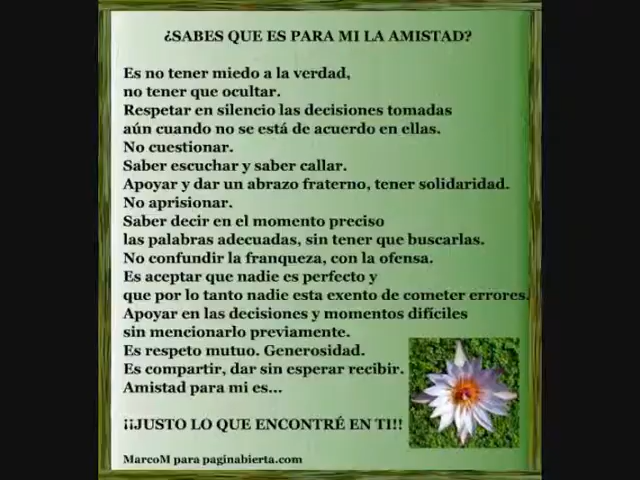 ¿SABES QUE ES PARA MI LA AMISTAD?
Es no tener miedo a la verdad,
no tener que ocultar.
Respetar en silencio las decisiones tomadas
aún cuando no se está de acuerdo en ellas.
No cuestionar.
Saber escuchar y saber callar.
Apoyar y dar un abrazo fraterno, tener solidaridad.
No aprisionar.
Saber decir en el momento preciso
las palabras adecuadas, sin tener que buscarlas.
No confundir la franqueza, con la ofensa.
Es aceptar que nadie es perfecto y
que por lo tanto nadie esta exento de cometer errores.
Apoyar en las decisiones y momentos difíciles
sin mencionarlo previamente.
Es respeto mutuo. Generosidad.
Es compartir, dar sin esperar recibir.
Amistad para mi es...
¡¡JUSTO LO QUE ENCONTRÉ EN TI!!
MarcoM para paginabierta.com